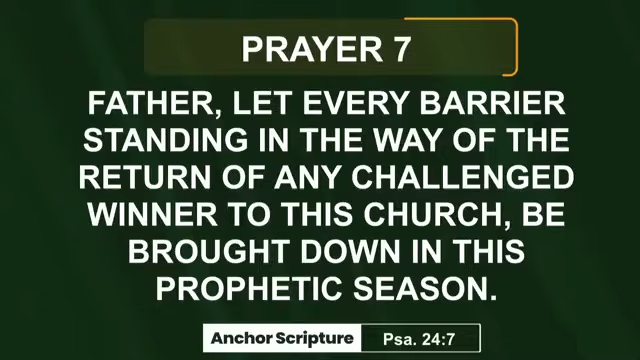 PRAYER 7
FATHER, LET EVERY BARRIER
STANDING IN THE WAY OF THE
RETURN OF ANY CHALLENGED
WINNER TO THIS CHURCH, BE
BROUGHT DOWN IN THIS
PROPHETIC SEASON.
Anchor Scripture Psa. 24:7